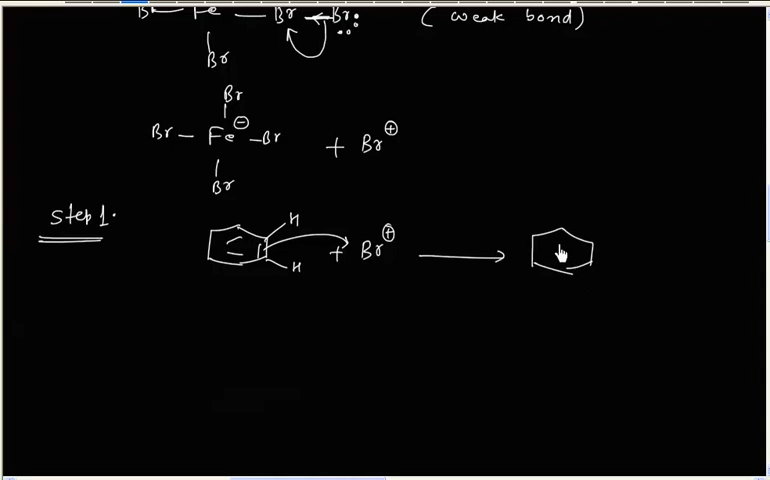 Br — Fe — Br ← Br (weak bond)
Br
Br
Br — Fe⊖ — Br + Br⊕
Br
Step 1.
H
+ Br⊕ ⟶
H